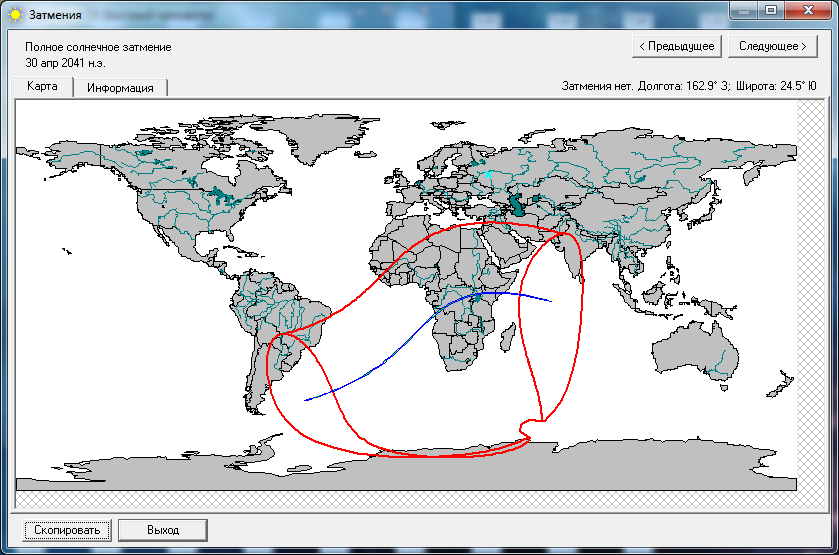 Затмения
Полное солнечное затмение
30 апр 2041 н.э.
< Предыдущее
Следующее >
Карта
Информация
Затмения нет. Долгота: 162.9° З; Широта: 24.5° Ю
Скопировать
Выход